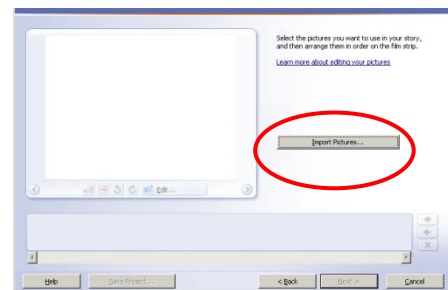 Select the pictures you want to use in your story,
and then arrange them in order on the film strip.
Learn more about editing your pictures
Import Pictures...
Edit...
Help
Save Project...
< Back
Next >
Cancel